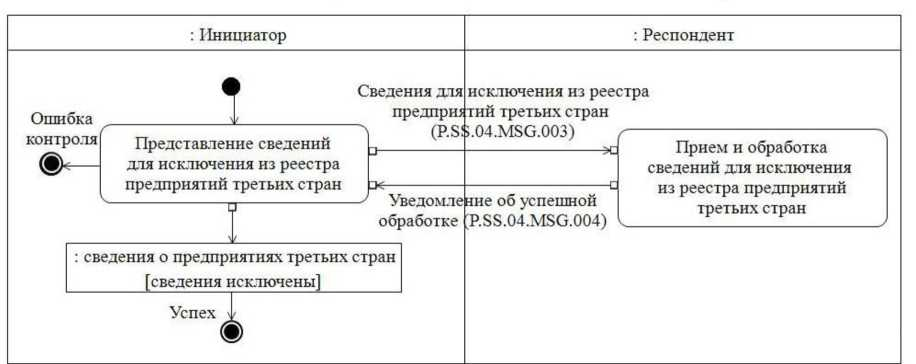 : Инициатор
: Респондент
Сведения для исключения из реестра
предприятий третьих стран
(P.SS.04.MSG.003)
Ошибка
контроля
Представление сведений
для исключения из реестра
предприятий третьих стран
Прием и обработка
сведений для исключения
из реестра предприятий
третьих стран
Уведомление об успешной
обработке (P.SS.04.MSG.004)
: сведения о предприятиях третьих стран
[сведения исключены]
Успех